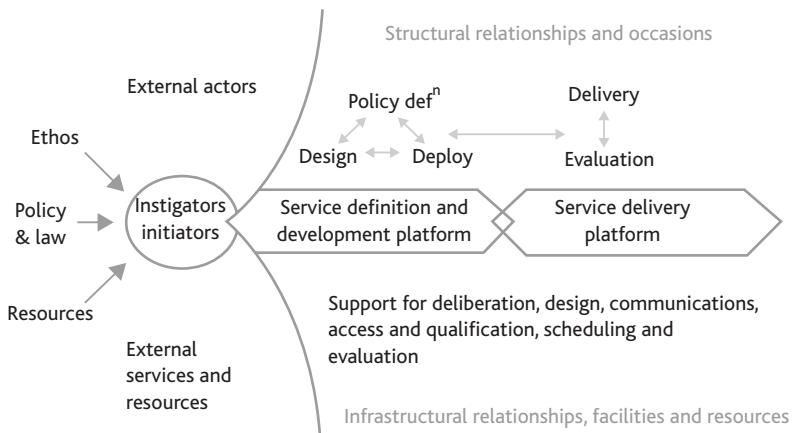 Structural relationships and occasions
External actors
Policy defⁿ
Delivery
Ethos
Design
Deploy
Evaluation
Policy
& law
Instigators
initiators
Service definition and
development platform
Service delivery
platform
Resources
Support for deliberation, design, communications,
access and qualification, scheduling and
evaluation
External
services and
resources
Infrastructural relationships, facilities and resources